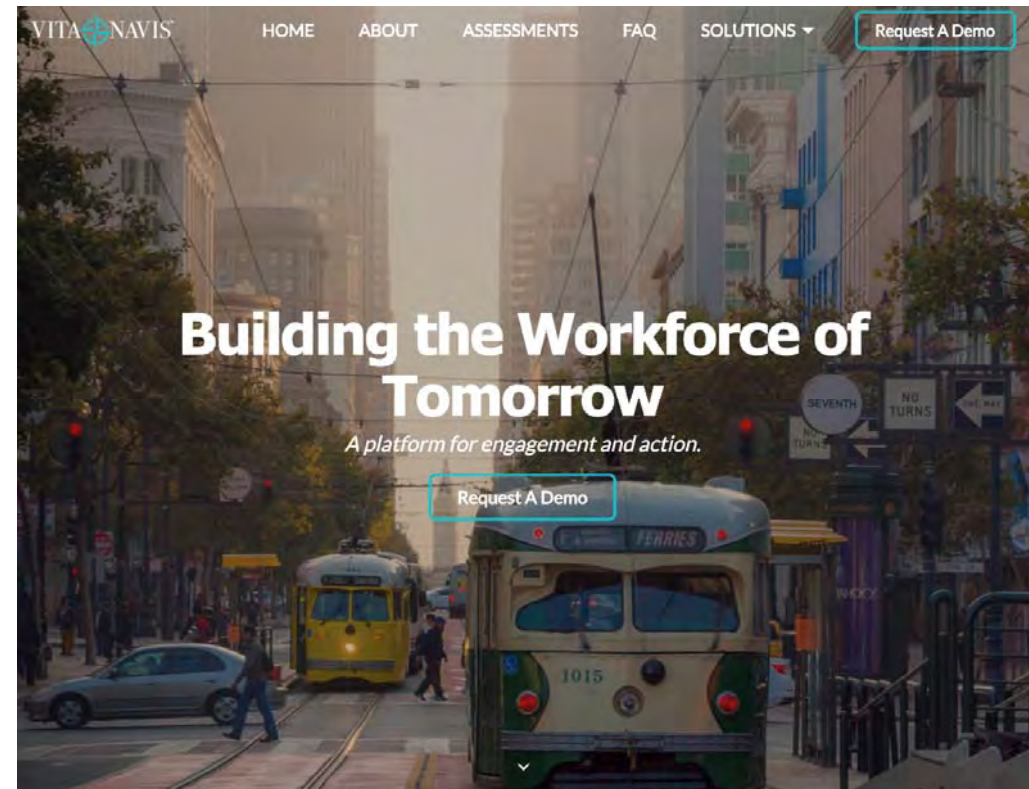 VITA NAVIS
HOME
ABOUT
ASSESSMENTS
FAQ
SOLUTIONS
Request A Demo
Building the Workforce of
Tomorrow
A platform for engagement and action.
Request A Demo
SEVENTH
NO
TURNS
ONE WAY
NO
TURNS
FERRIES
YAHOO!
1015